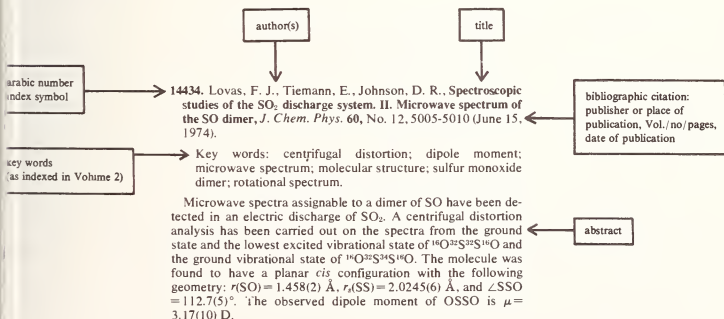 author(s)
title
arabic number
index symbol
14434. Lovas, F. J., Tiemann, E., Johnson, D. R., Spectroscopic
studies of the SO₂ discharge system. II. Microwave spectrum of
the SO dimer, J. Chem. Phys. 60, No. 12, 5005-5010 (June 15,
1974).
bibliographic citation:
publisher or place of
publication, Vol./no/pages,
date of publication
key words
(as indexed in Volume 2)
Key words: centrifugal distortion; dipole moment;
microwave spectrum; molecular structure; sulfur monoxide
dimer; rotational spectrum.
Microwave spectra assignable to a dimer of SO have been de-
tected in an electric discharge of SO₂. A centrifugal distortion
analysis has been carried out on the spectra from the ground
state and the lowest excited vibrational state of ¹⁶O³²S³²S¹⁶O and
the ground vibrational state of ¹⁶O³²S³⁴S¹⁶O. The molecule was
found to have a planar cis configuration with the following
geometry: r(SO)=1.458(2) Å, rₛ(SS)=2.0245(6) Å, and ∠SSO
=112.7(5)°. The observed dipole moment of OSSO is μ=
3.17(10) D.
abstract